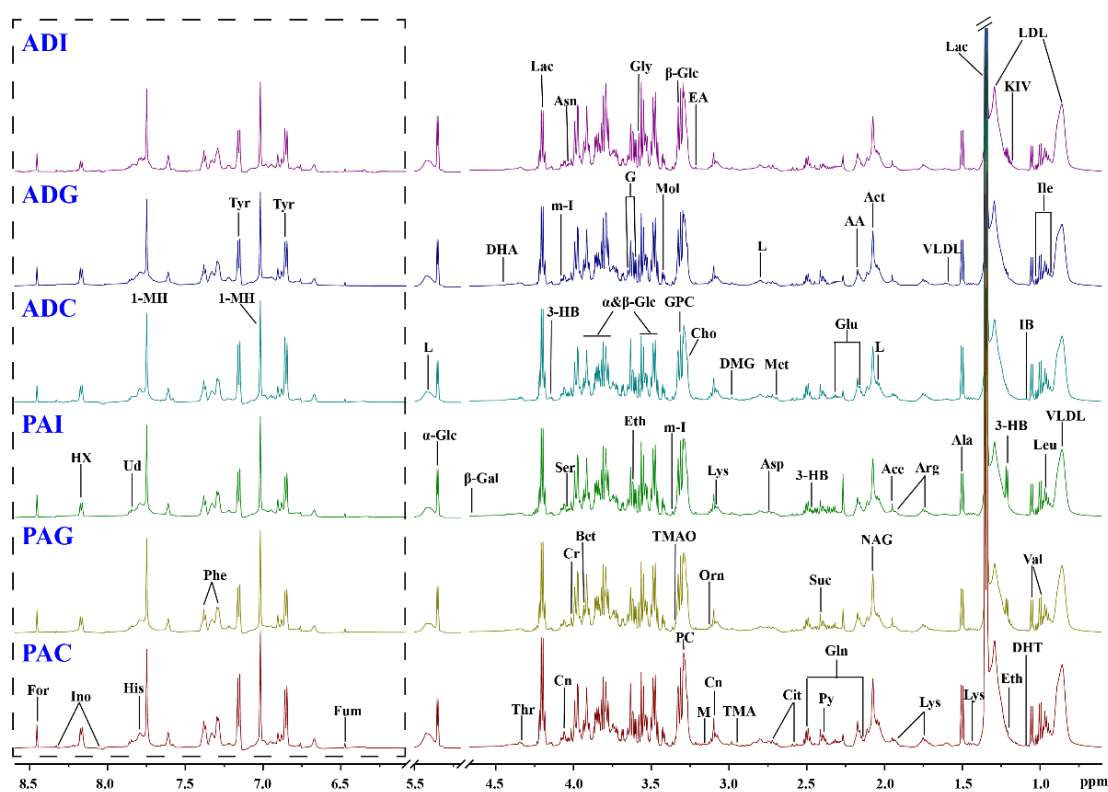 ADI
Lac
Asn
Gly
β-Glc
EA
Lac
LDL
KIV
ADG
Tyr
Tyr
DHA
m-I
G
Mol
L
AA
Act
VLDL
Ile
ADC
1-MH
1-MH
L
3-HB
α&β-Glc
GPC
Cho
DMG
Met
Glu
L
IB
PAI
HX
Ud
α-Glc
β-Gal
Ser
Eth
m-I
Lys
Asp
3-HB
Ace
Arg
Ala
3-HB
Leu
VLDL
PAG
Phe
Cr
Bet
TMAO
Orn
Suc
NAG
Val
PAC
For
Ino
His
Fum
Thr
Cn
PC
M
Cn
TMA
Cit
Gln
Py
Lys
Lys
Eth
DHT
8.5 8.0 7.5 7.0 6.5 5.5 4.5 4.0 3.5 3.0 2.5 2.0 1.5 1.0 ppm